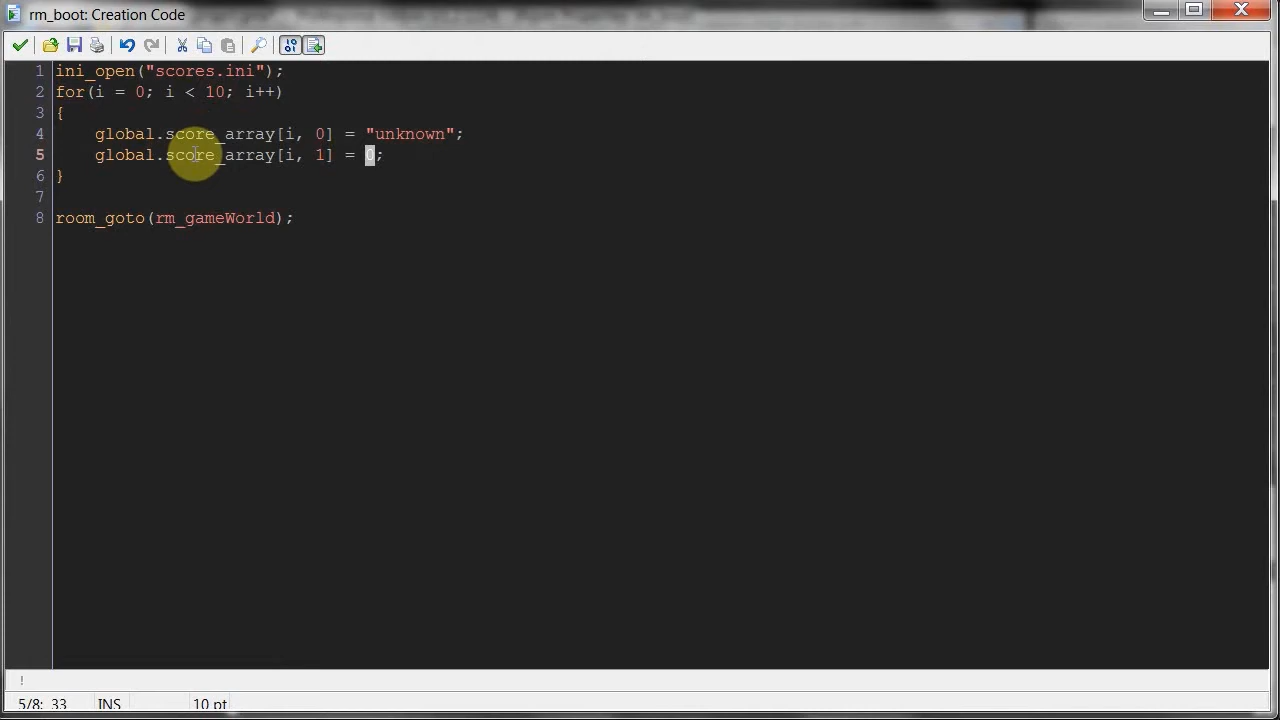 rm_boot: Creation Code
1 ini_open("scores.ini");
2 for(i = 0; i < 10; i++)
3 {
4 global.score_array[i, 0] = "unknown";
5 global.score_array[i, 1] = 0;
6 }
7
8 room_goto(rm_gameWorld);
!
5/8: 33 INS 10 pt